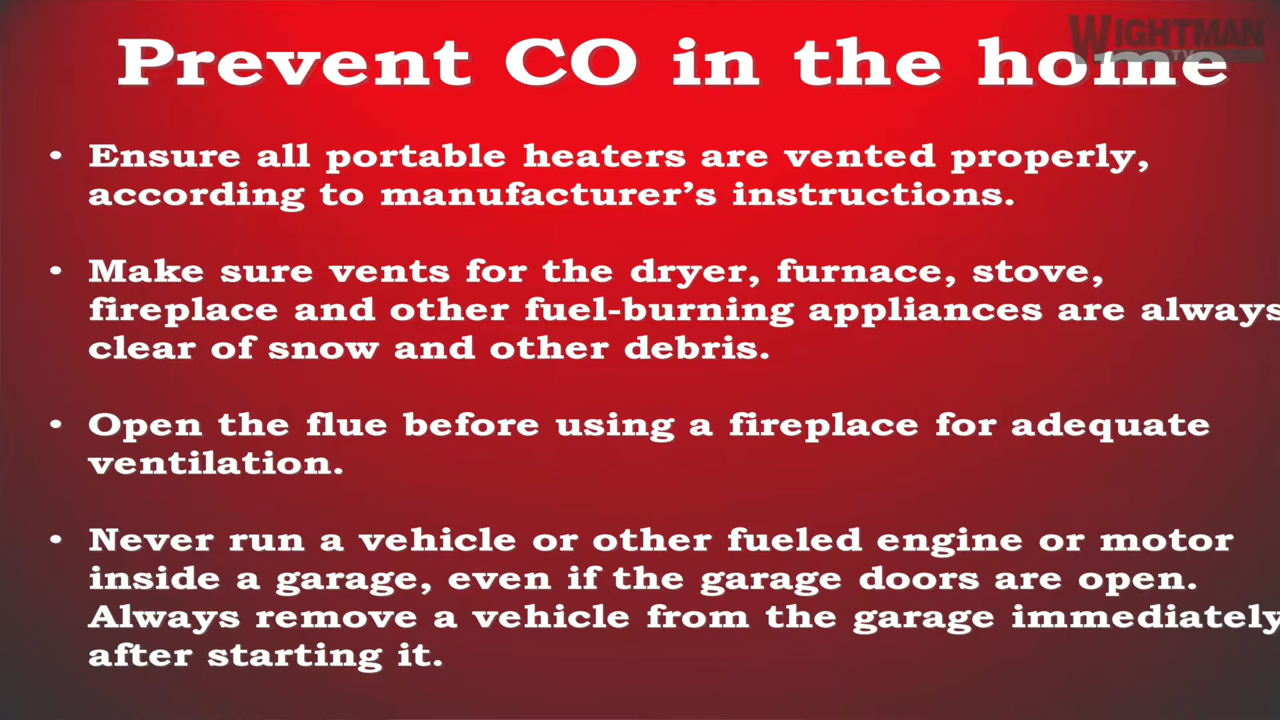 WIGHTMAN
TV
Prevent CO in the home
• Ensure all portable heaters are vented properly,
according to manufacturer’s instructions.
• Make sure vents for the dryer, furnace, stove,
fireplace and other fuel-burning appliances are always
clear of snow and other debris.
• Open the flue before using a fireplace for adequate
ventilation.
• Never run a vehicle or other fueled engine or motor
inside a garage, even if the garage doors are open.
Always remove a vehicle from the garage immediately
after starting it.